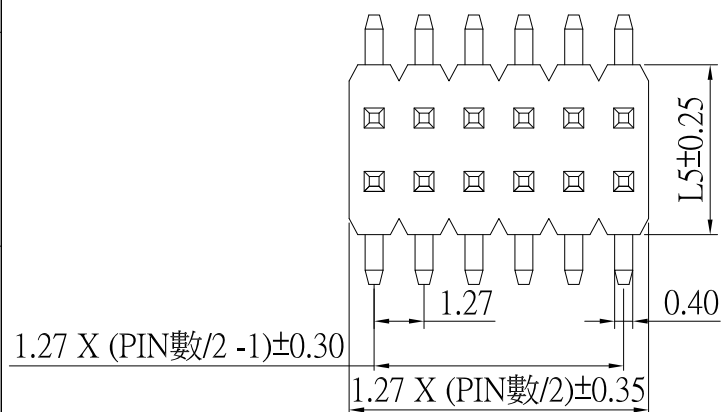 L5±0.25
1.27
0.40
1.27 X (PIN數/2 -1)±0.30
1.27 X (PIN數/2)±0.35